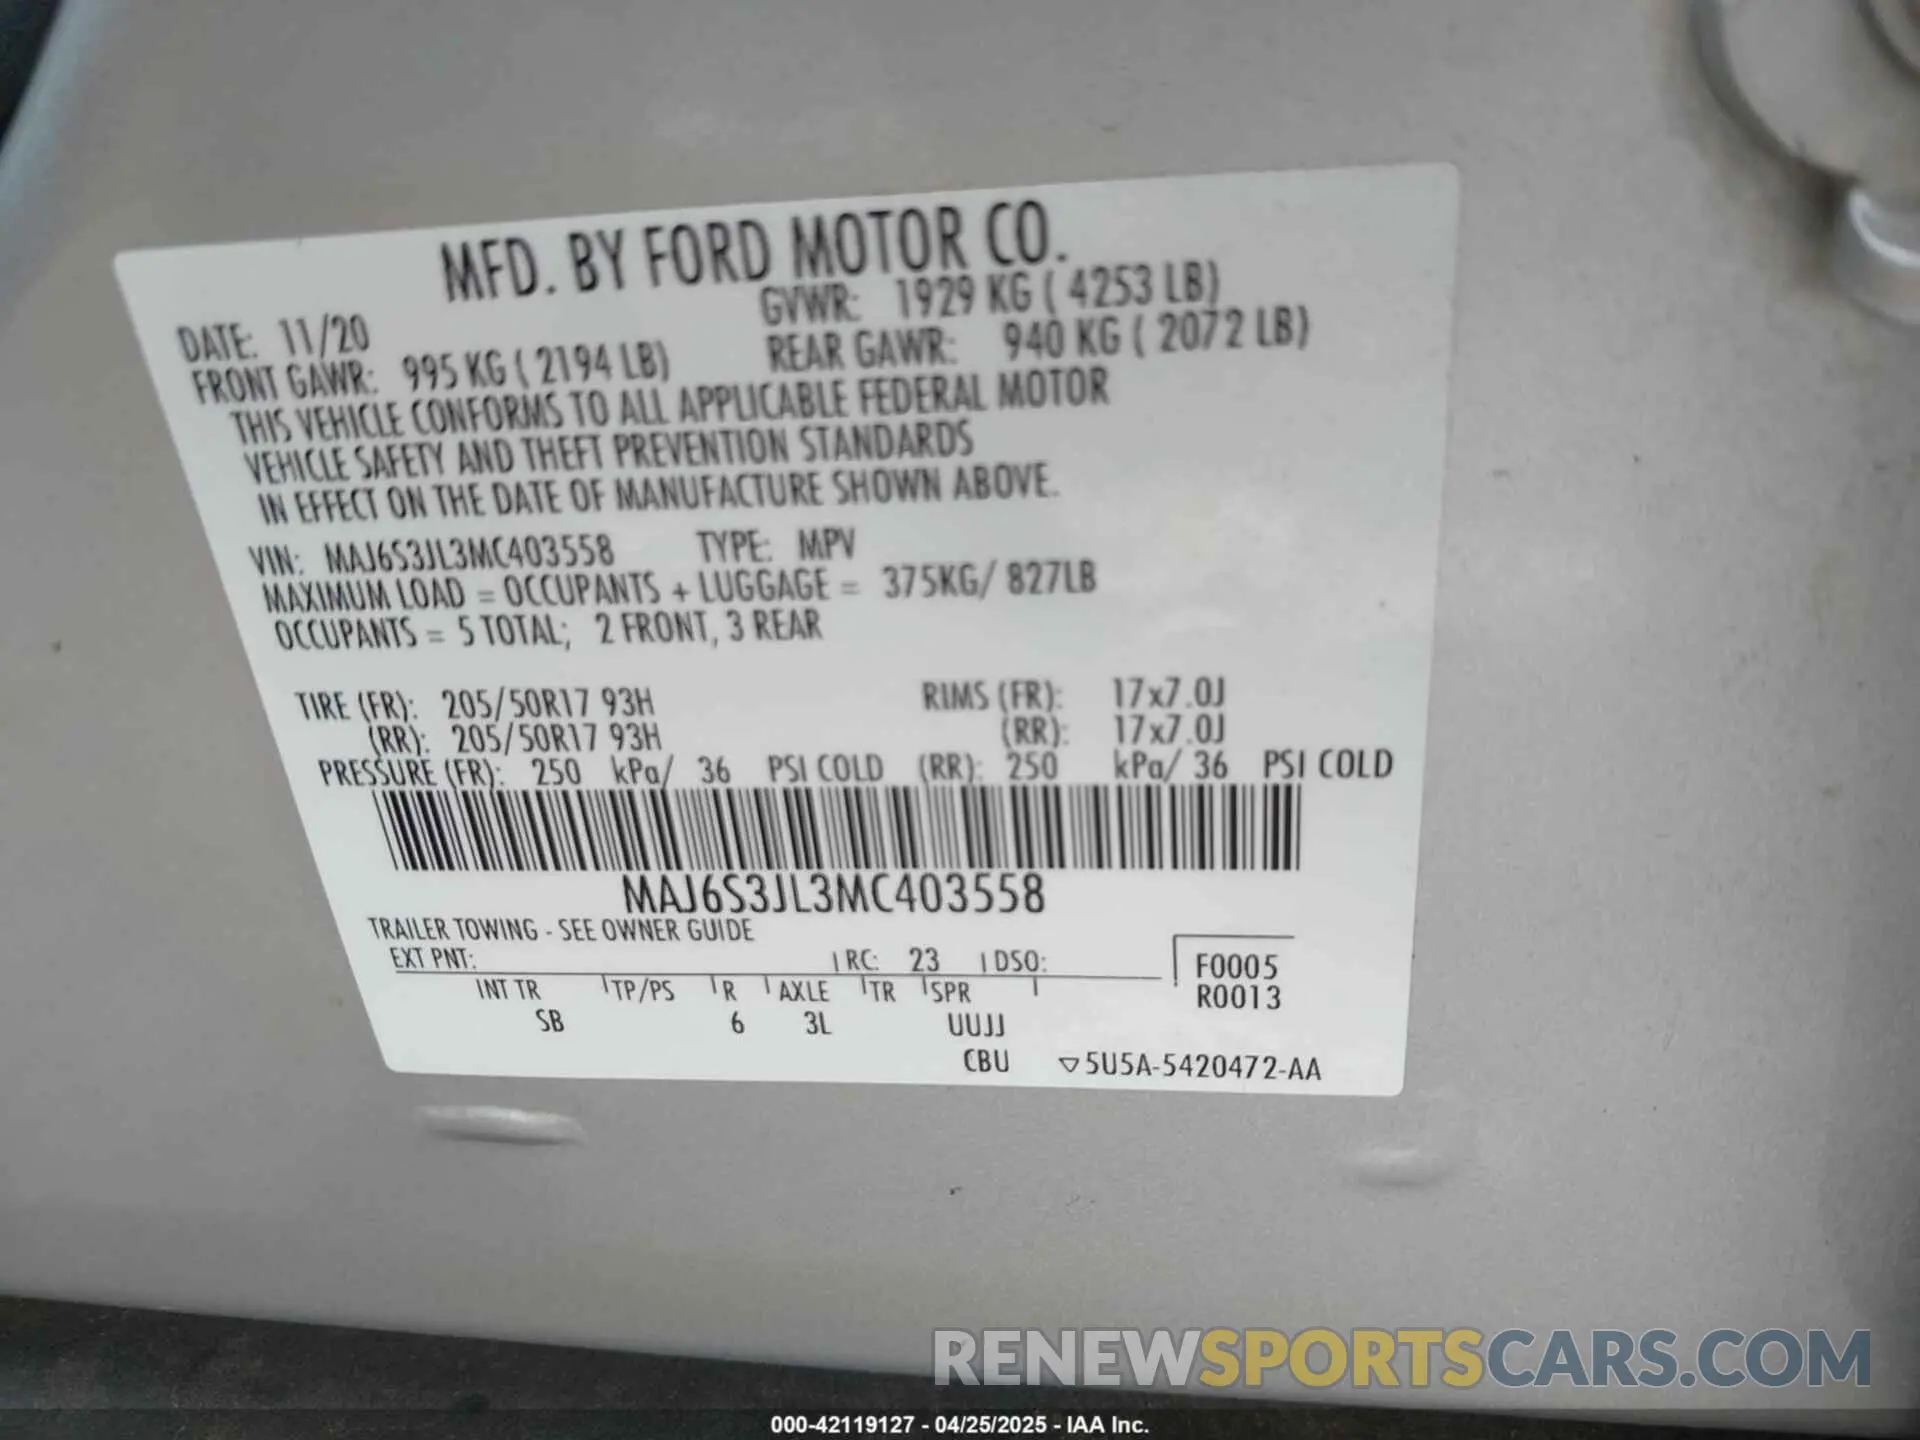 MFD. BY FORD MOTOR CO.
DATE: 11/20 GVWR: 1929 KG ( 4253 LB)
FRONT GAWR: 995 KG ( 2194 LB) REAR GAWR: 940 KG ( 2072 LB)
THIS VEHICLE CONFORMS TO ALL APPLICABLE FEDERAL MOTOR
VEHICLE SAFETY AND THEFT PREVENTION STANDARDS
IN EFFECT ON THE DATE OF MANUFACTURE SHOWN ABOVE.
VIN: MAJ6S3JL3MC403558 TYPE: MPV
MAXIMUM LOAD = OCCUPANTS + LUGGAGE = 375KG/ 827LB
OCCUPANTS = 5 TOTAL; 2 FRONT, 3 REAR
TIRE (FR): 205/50R17 93H RIMS (FR): 17x7.0J
(RR): 205/50R17 93H (RR): 17x7.0J
PRESSURE (FR): 250 kPa/ 36 PSI COLD (RR): 250 kPa/ 36 PSI COLD
MAJ6S3JL3MC403558
TRAILER TOWING - SEE OWNER GUIDE
EXT PNT: RC: 23 DSO: F0005
INT TR TP/PS R AXLE TR SPR R0013
SB 6 3L UUJJ
CBU ▽5U5A-5420472-AA
RENEWSPORTSCARS.COM
000-42119127 - 04/25/2025 - IAA Inc.